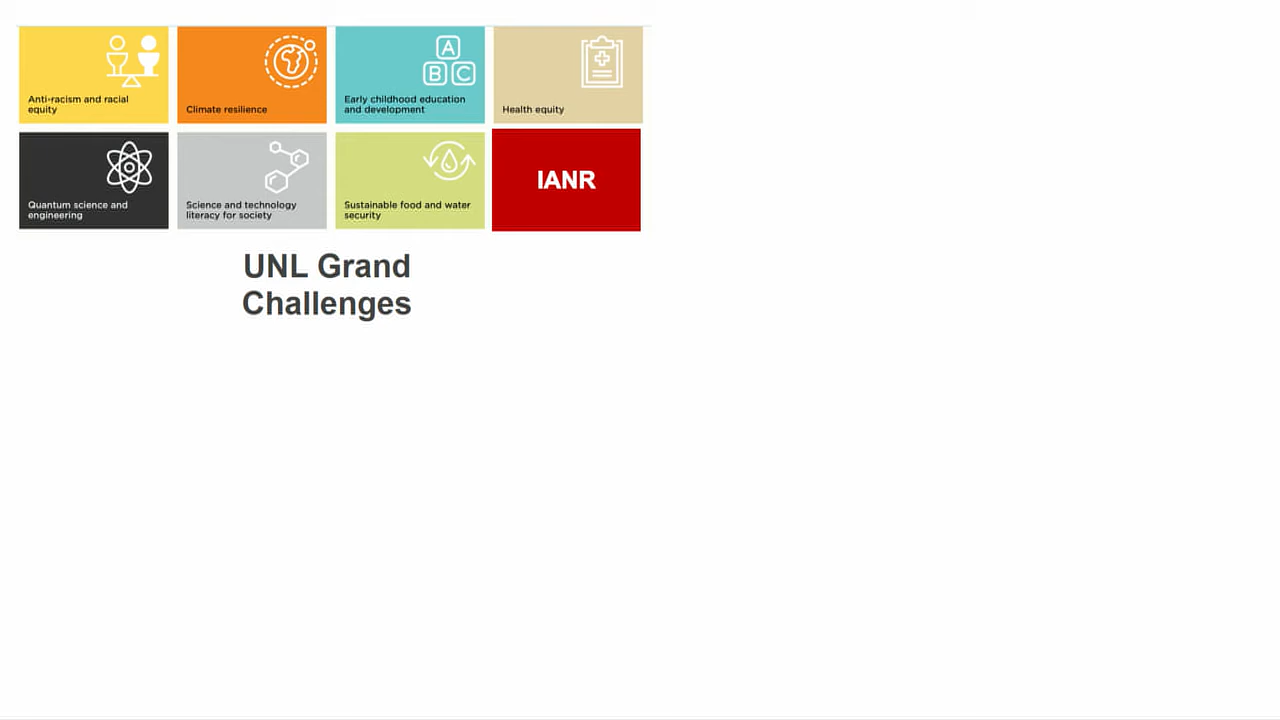 Anti-racism and racial
equity
Climate resilience
A
B C
Early childhood education
and development
Health equity
Quantum science and
engineering
Science and technology
literacy for society
Sustainable food and water
security
IANR
UNL Grand
Challenges